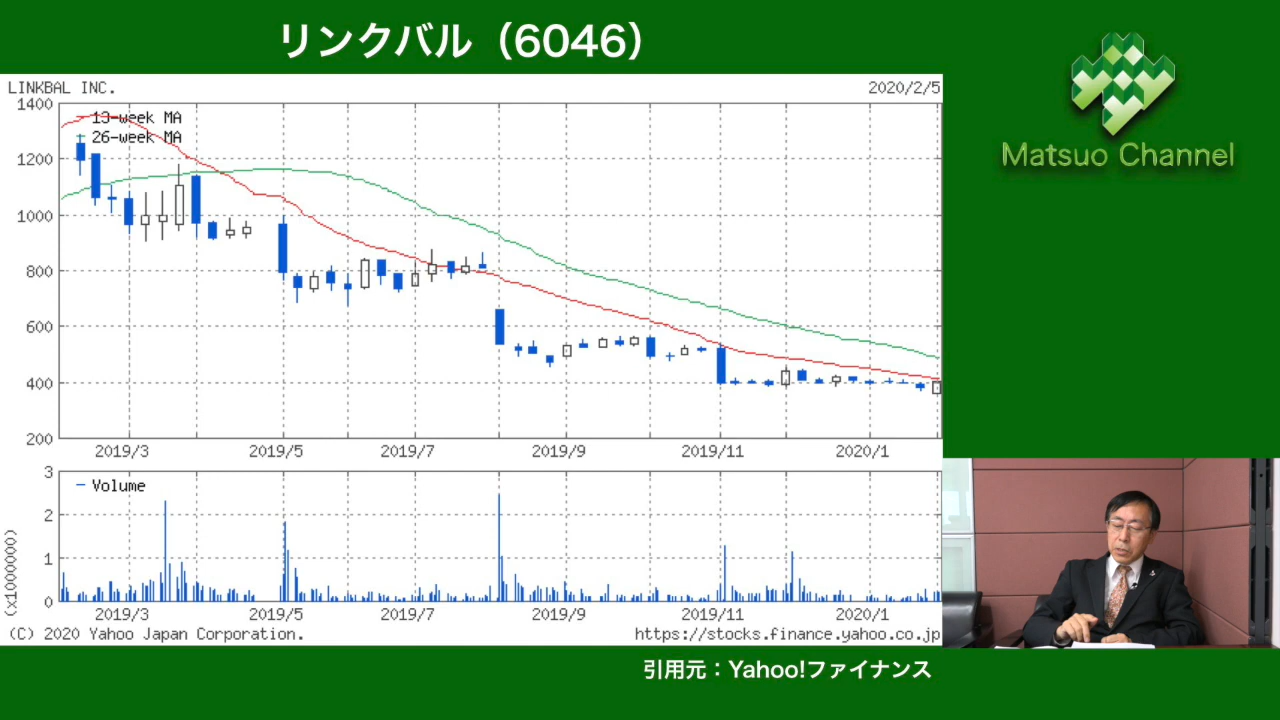 リンクバル（6046）
Matsuo Channel
LINKBAL INC.
2020/2/5
13-week MA
26-week MA
1400
1200
1000
800
600
400
200
2019/3 2019/5 2019/7 2019/9 2019/11 2020/1
Volume
3
2
1
0
(x1000000)
2019/3 2019/5 2019/7 2019/9 2019/11 2020/1
(C) 2020 Yahoo Japan Corporation.
https://stocks.finance.yahoo.co.jp
引用元：Yahoo!ファイナンス